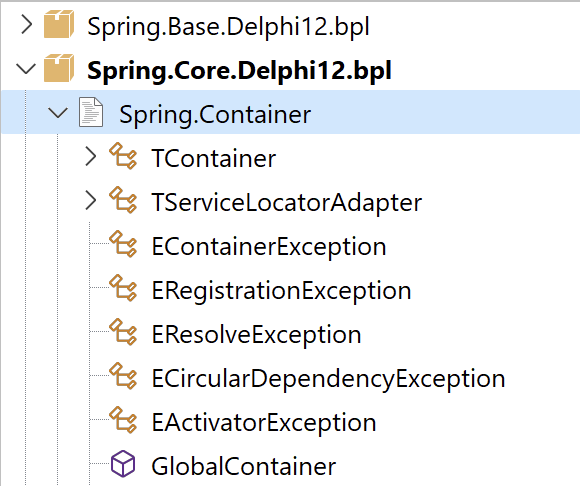 Spring.Base.Delphi12.bpl
Spring.Core.Delphi12.bpl
Spring.Container
TContainer
TServiceLocatorAdapter
EContainerException
ERegistrationException
EResolveException
ECircularDependencyException
EActivatorException
GlobalContainer